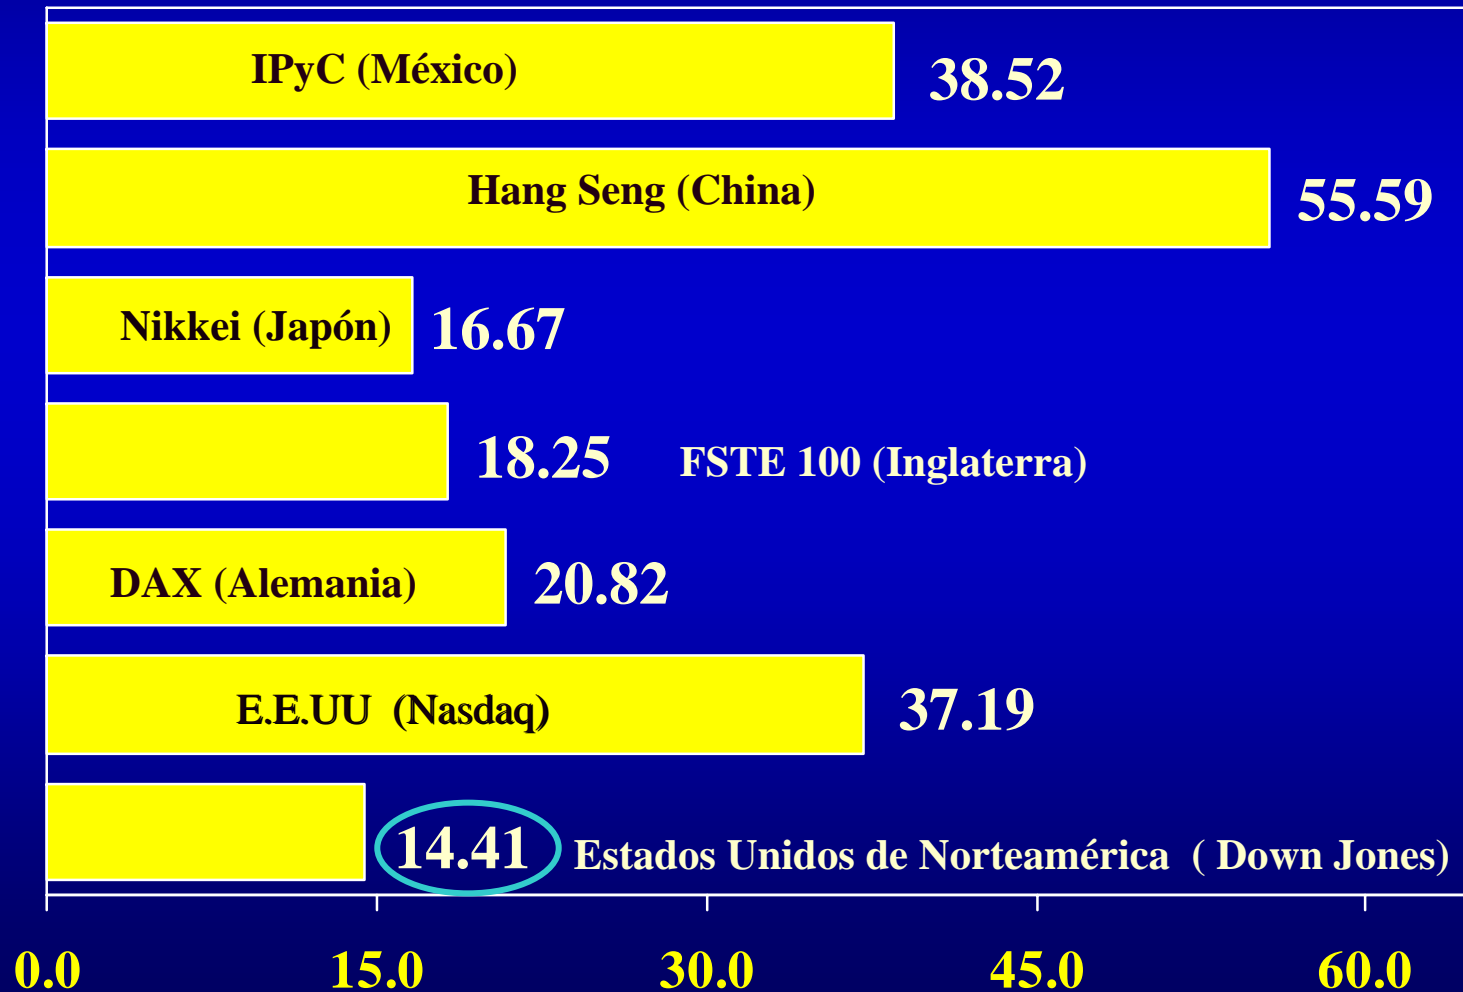 IPyC (México)
38.52
Hang Seng (China)
55.59
Nikkei (Japón)
16.67
18.25
FSTE 100 (Inglaterra)
DAX (Alemania)
20.82
E.E.UU (Nasdaq)
37.19
14.41
Estados Unidos de Norteamérica ( Down Jones)
0.0 15.0 30.0 45.0 60.0